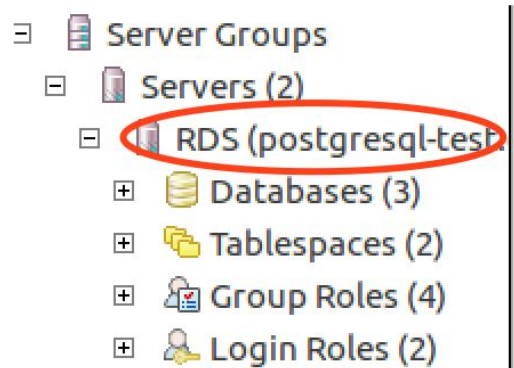 Server Groups
Servers (2)
RDS (postgresql-test.
Databases (3)
Tablespaces (2)
Group Roles (4)
Login Roles (2)